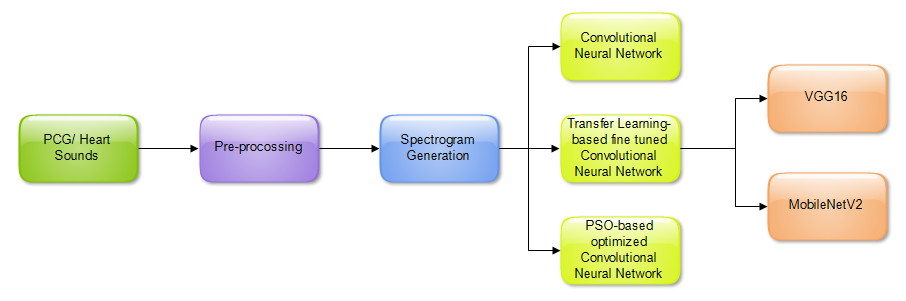 PCG/ Heart
Sounds
Pre-procossing
Spectrogram
Generation
Convolutional
Neural Network
Transfer Learning-
based fine tuned
Convolutional
Neural Network
PSO-based
optimized
Convolutional
Neural Network
VGG16
MobileNetV2